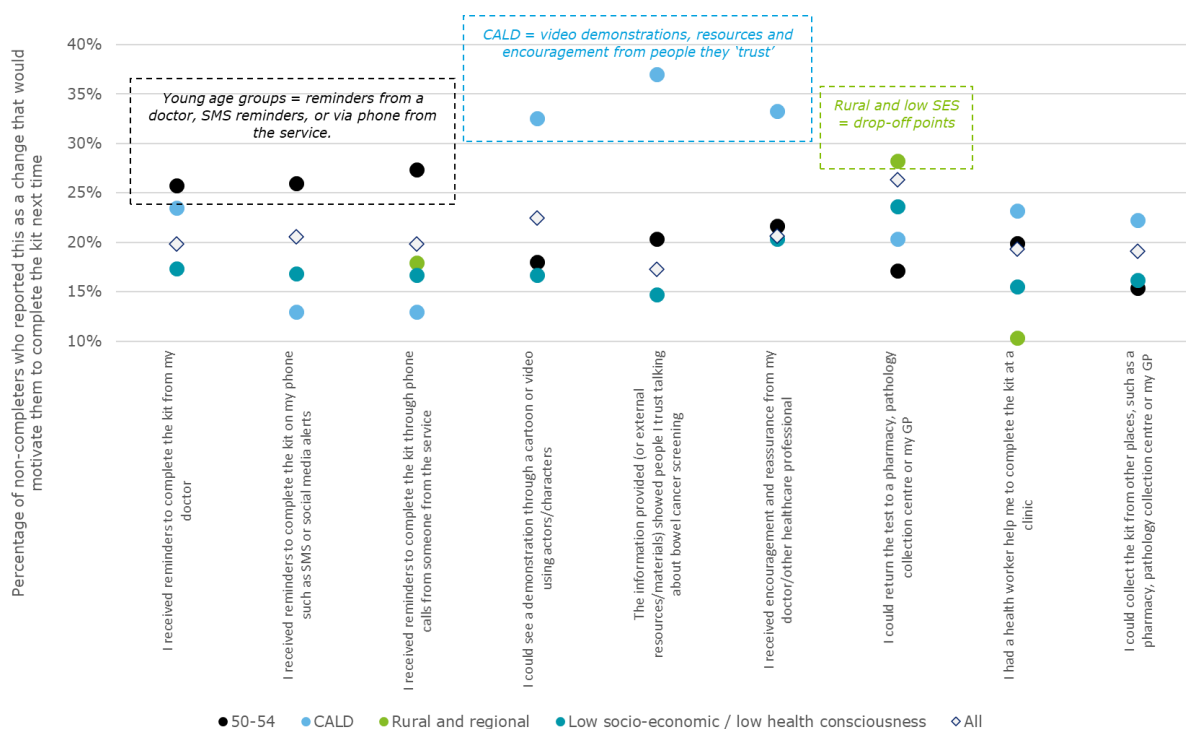 CALD = video demonstrations, resources and
encouragement from people they ‘trust’
Young age groups = reminders from a
doctor, SMS reminders, or via phone from
the service.
Rural and low SES
= drop-off points
Percentage of non-completers who reported this as a change that would
motivate them to complete the kit next time
40%
35%
30%
25%
20%
15%
10%
I received reminders to complete the kit from my
doctor
I received reminders to complete the kit on my phone
such as SMS or social media alerts
I received reminders to complete the kit through phone
calls from someone from the service
I could see a demonstration through a cartoon or video
using actors/characters
The information provided (or external
resources/materials) showed people I trust talking
about bowel cancer screening
I received encouragement and reassurance from my
doctor/other healthcare professional
I could return the test to a pharmacy, pathology
collection centre or my GP
I had a health worker help me to complete the kit at a
clinic
I could collect the kit from other places, such as a
pharmacy, pathology collection centre or my GP
50-54
CALD
Rural and regional
Low socio-economic / low health consciousness
All